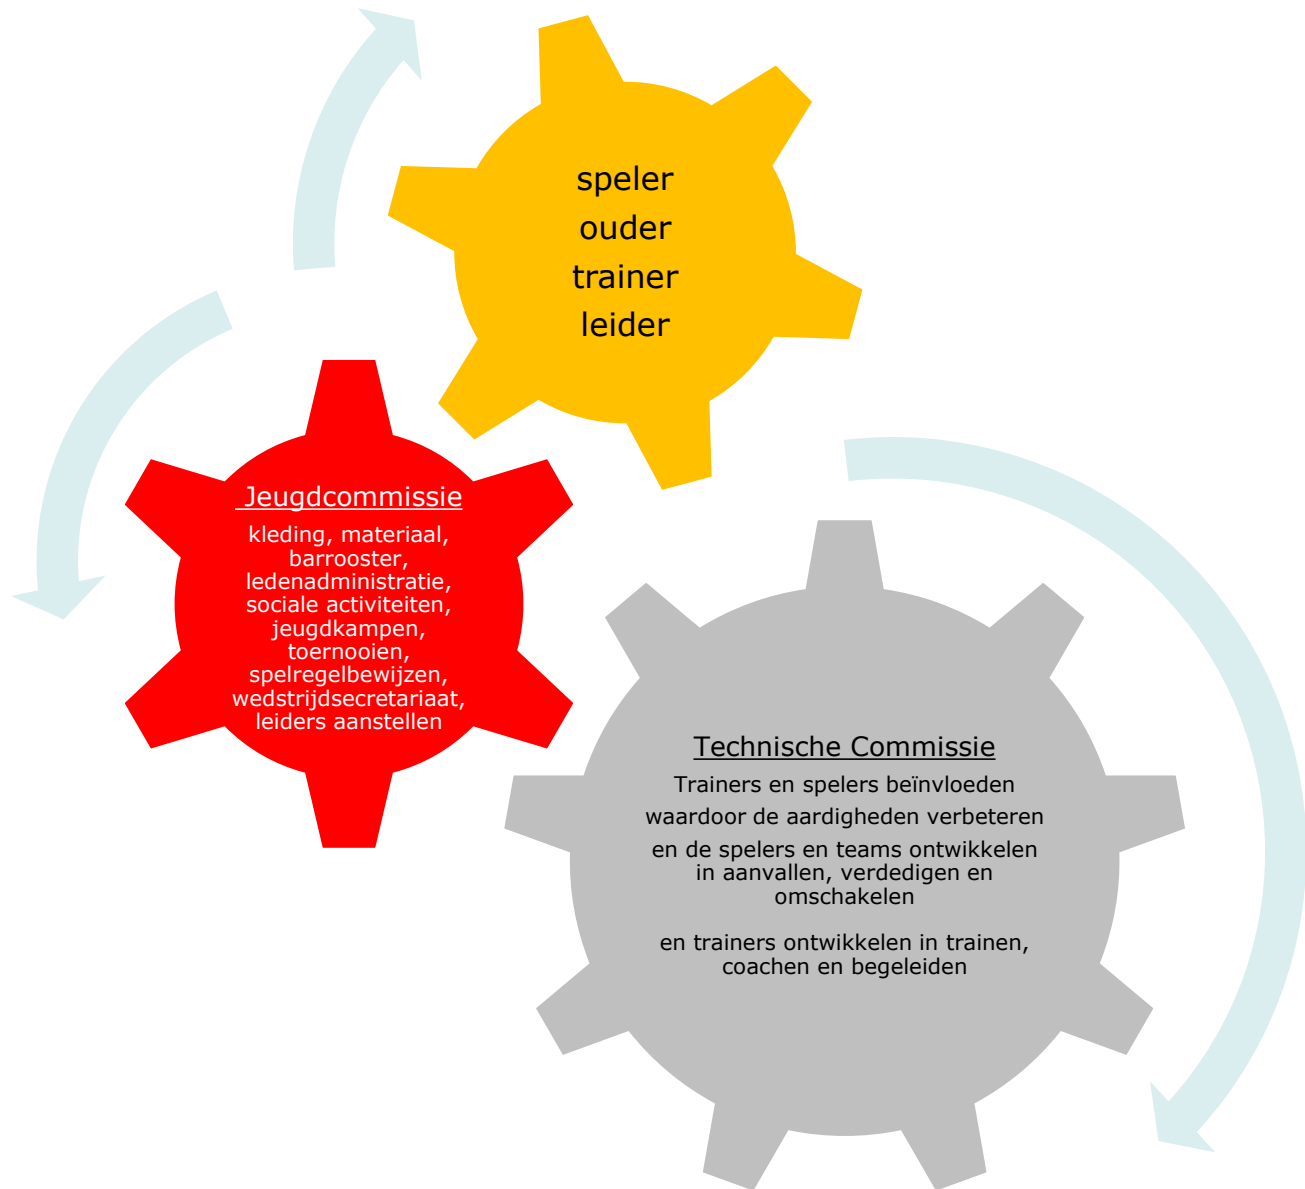 speler
ouder
trainer
leider
Jeugdcommissie
kleding, materiaal,
barrooster,
ledenadministratie,
sociale activiteiten,
jeugdkampen,
toernooien,
spelregelbewijzen,
wedstrijdsecretariaat,
leiders aanstellen
Technische Commissie
Trainers en spelers beïnvloeden
waardoor de aardigheden verbeteren
en de spelers en teams ontwikkelen
in aanvallen, verdedigen en
omschakelen
en trainers ontwikkelen in trainen,
coachen en begeleiden